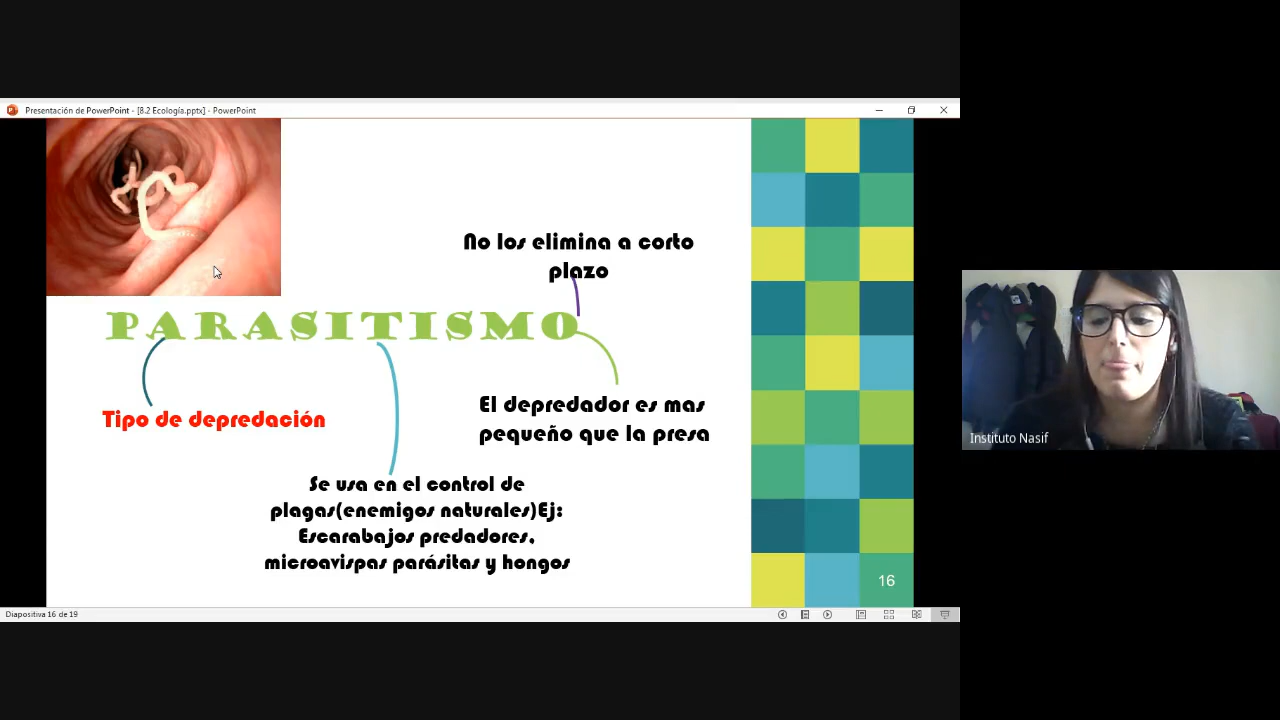 Presentación de PowerPoint - [8.2 Ecología.pptx] - PowerPoint
No los elimina a corto
plazo
PARASITISMO
Tipo de depredación
El depredador es mas
pequeño que la presa
Se usa en el control de
plagas(enemigos naturales)Ej:
Escarabajos predadores,
microavispas parásitas y hongos
16
Diapositiva 16 de 19
Instituto Nasif